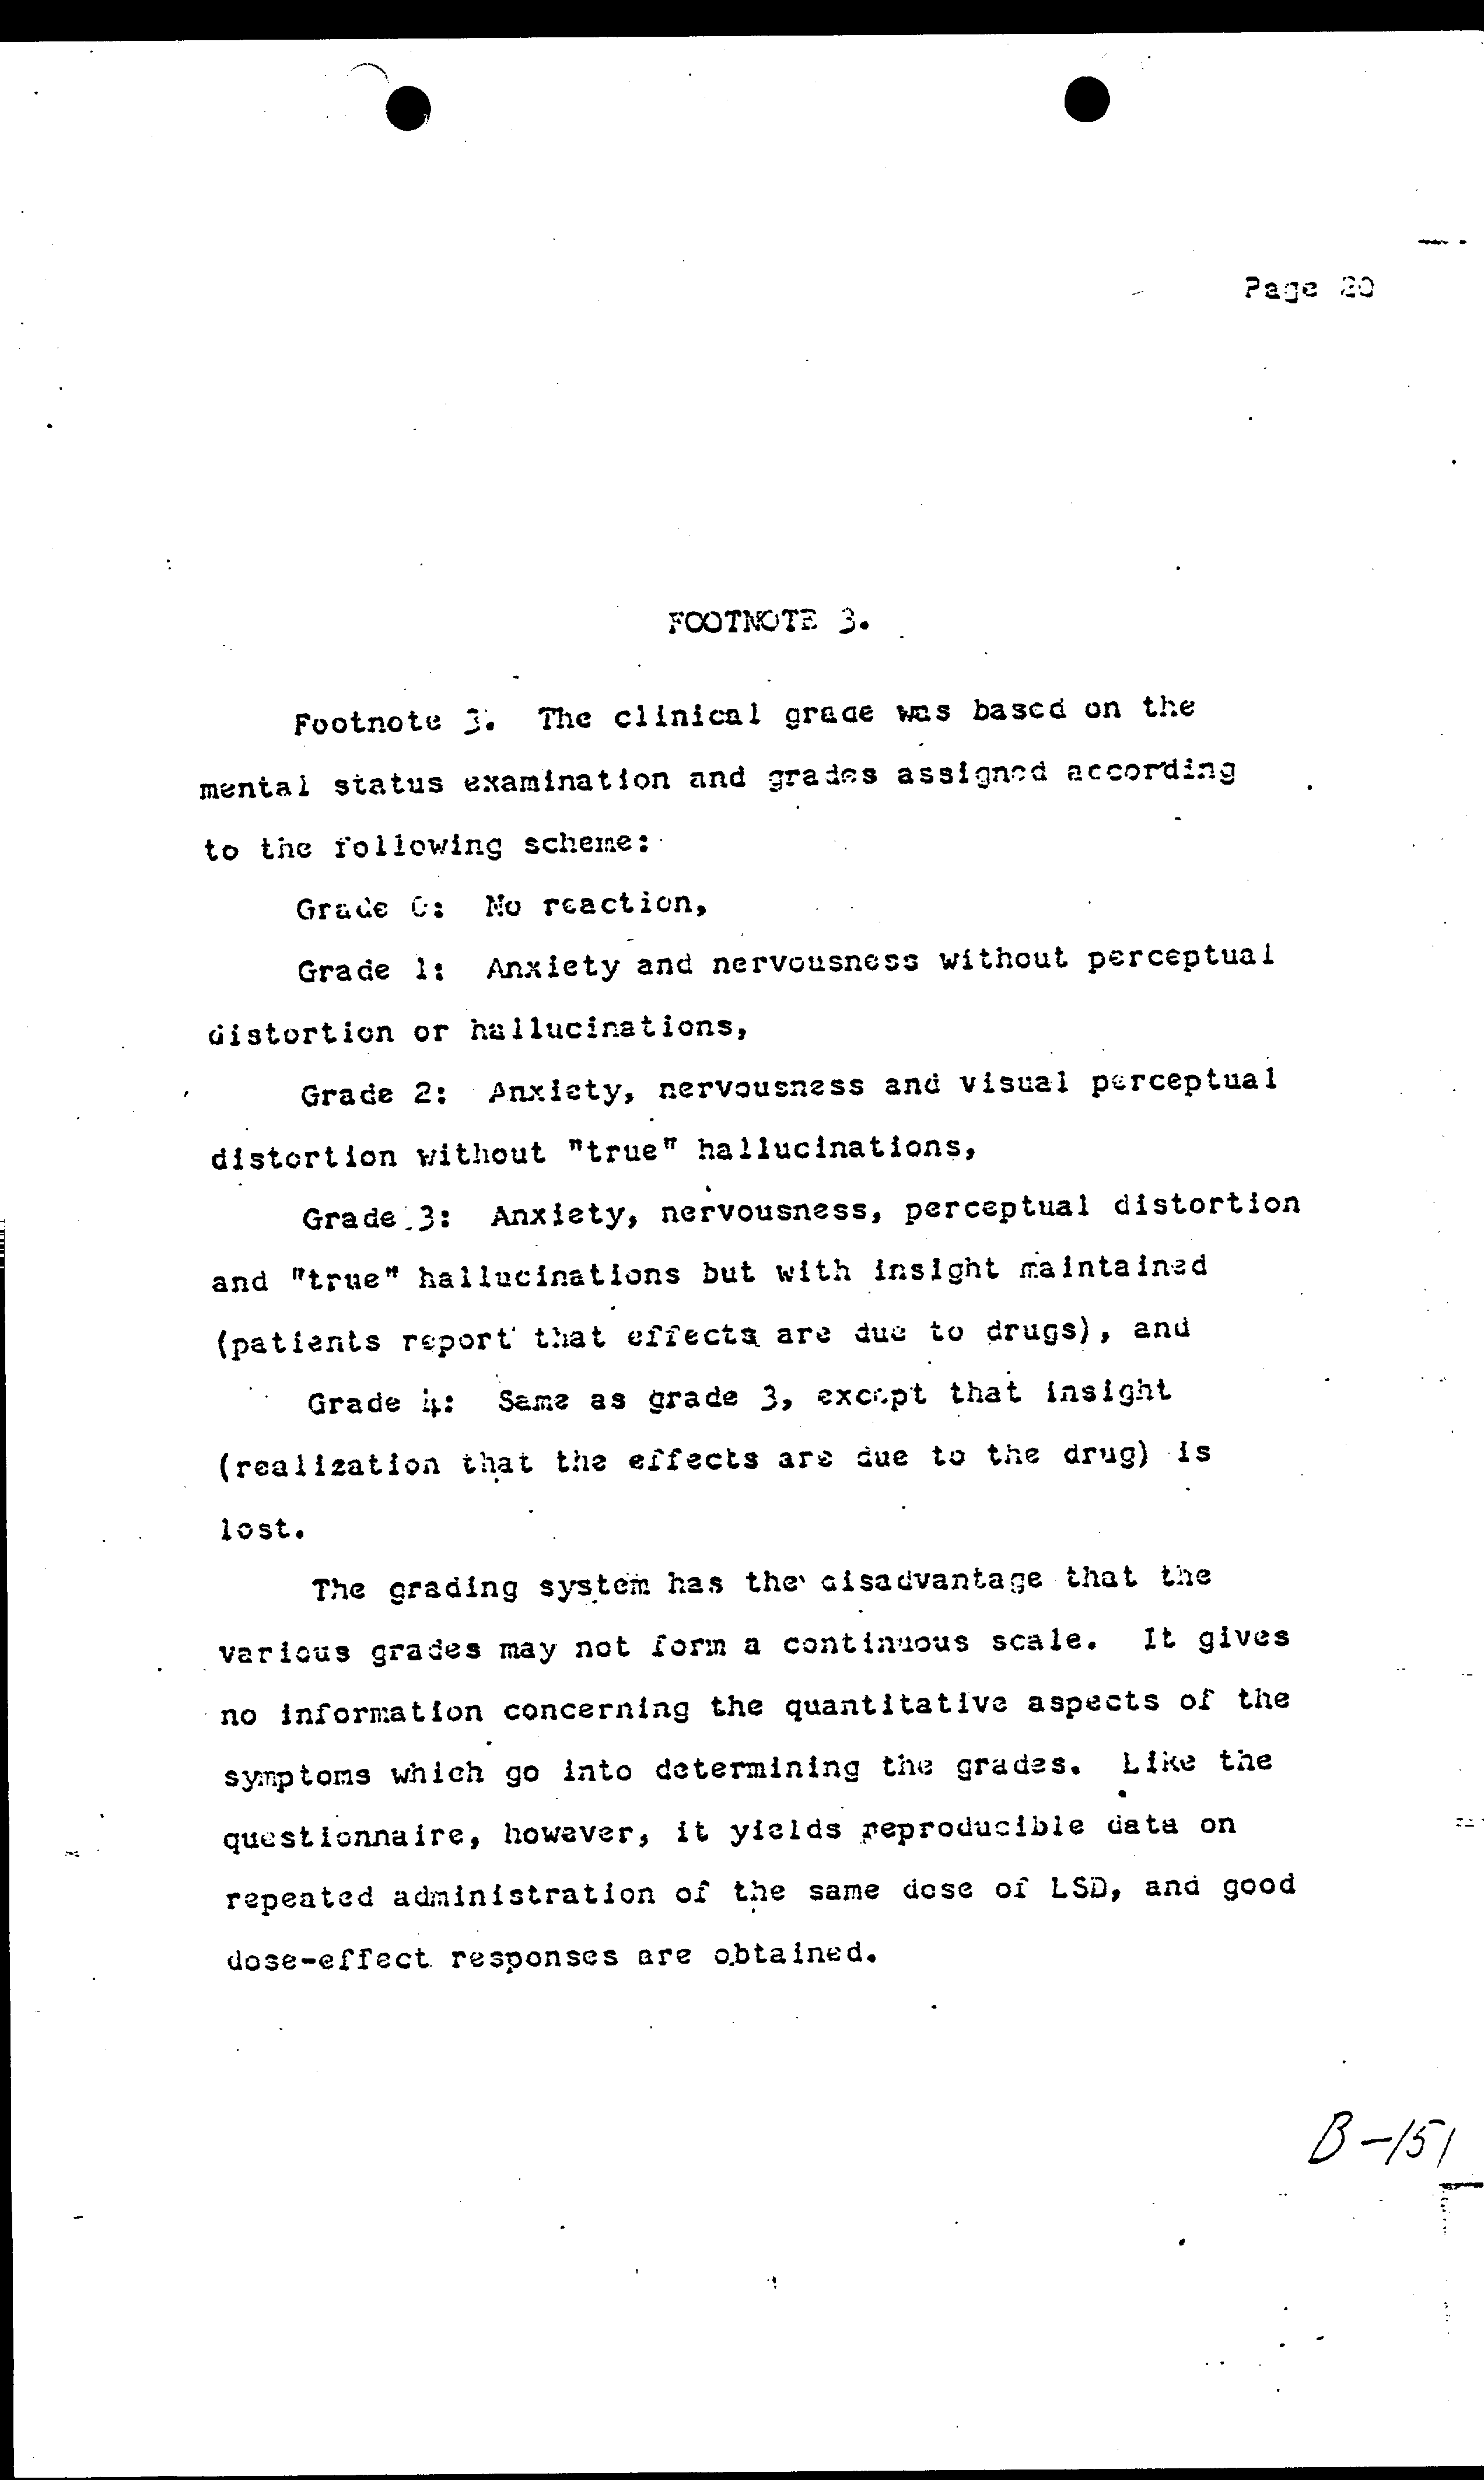 Page 20
FOOTNOTE 3.
Footnote 3. The clinical grade was based on the
mental status examination and grades assigned according
to the following scheme:
Grade 0: No reaction,
Grade 1: Anxiety and nervousness without perceptual
distortion or hallucinations,
Grade 2: Anxiety, nervousness and visual perceptual
distortion without "true" hallucinations,
Grade 3: Anxiety, nervousness, perceptual distortion
and "true" hallucinations but with insight maintained
(patients report that effects are due to drugs), and
Grade 4: Same as grade 3, except that insight
(realization that the effects are due to the drug) is
lost.
The grading system has the disadvantage that the
various grades may not form a continuous scale. It gives
no information concerning the quantitative aspects of the
symptoms which go into determining the grades. Like the
questionnaire, however, it yields reproducible data on
repeated administration of the same dose of LSD, and good
dose-effect responses are obtained.
B-151